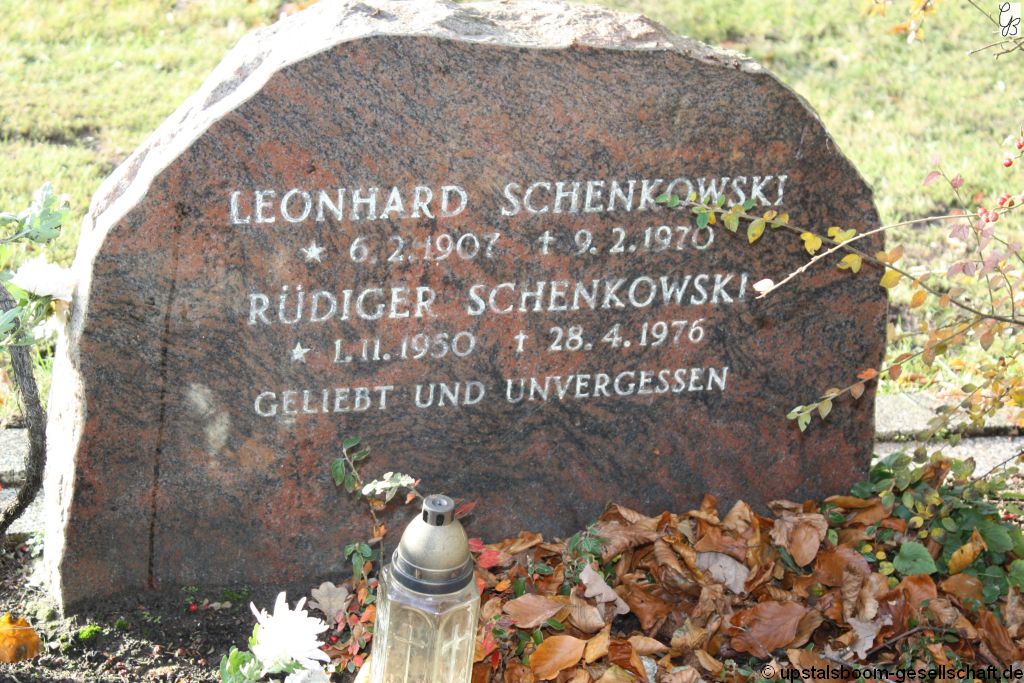 LEONHARD SCHENKOWSKI
★ 6.2.1907 ✝ 9.2.1970
RÜDIGER SCHENKOWSKI
★ 1.11.1950 ✝ 28.4.1976
GELIEBT UND UNVERGESSEN
GB
© upstalsboom-gesellschaft.de